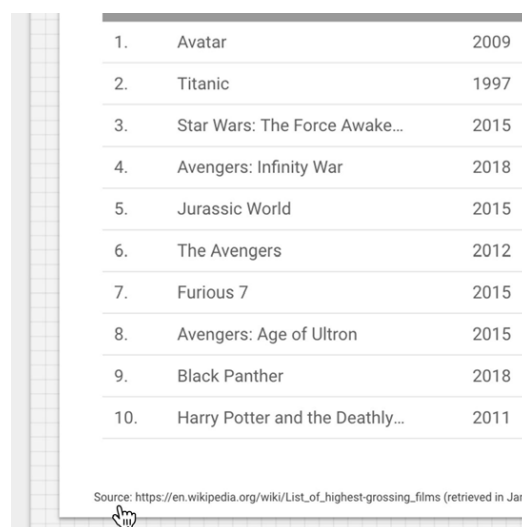 1. Avatar 2009
2. Titanic 1997
3. Star Wars: The Force Awake... 2015
4. Avengers: Infinity War 2018
5. Jurassic World 2015
6. The Avengers 2012
7. Furious 7 2015
8. Avengers: Age of Ultron 2015
9. Black Panther 2018
10. Harry Potter and the Deathly... 2011
Source: https://en.wikipedia.org/wiki/List_of_highest-grossing_films (retrieved in Jan